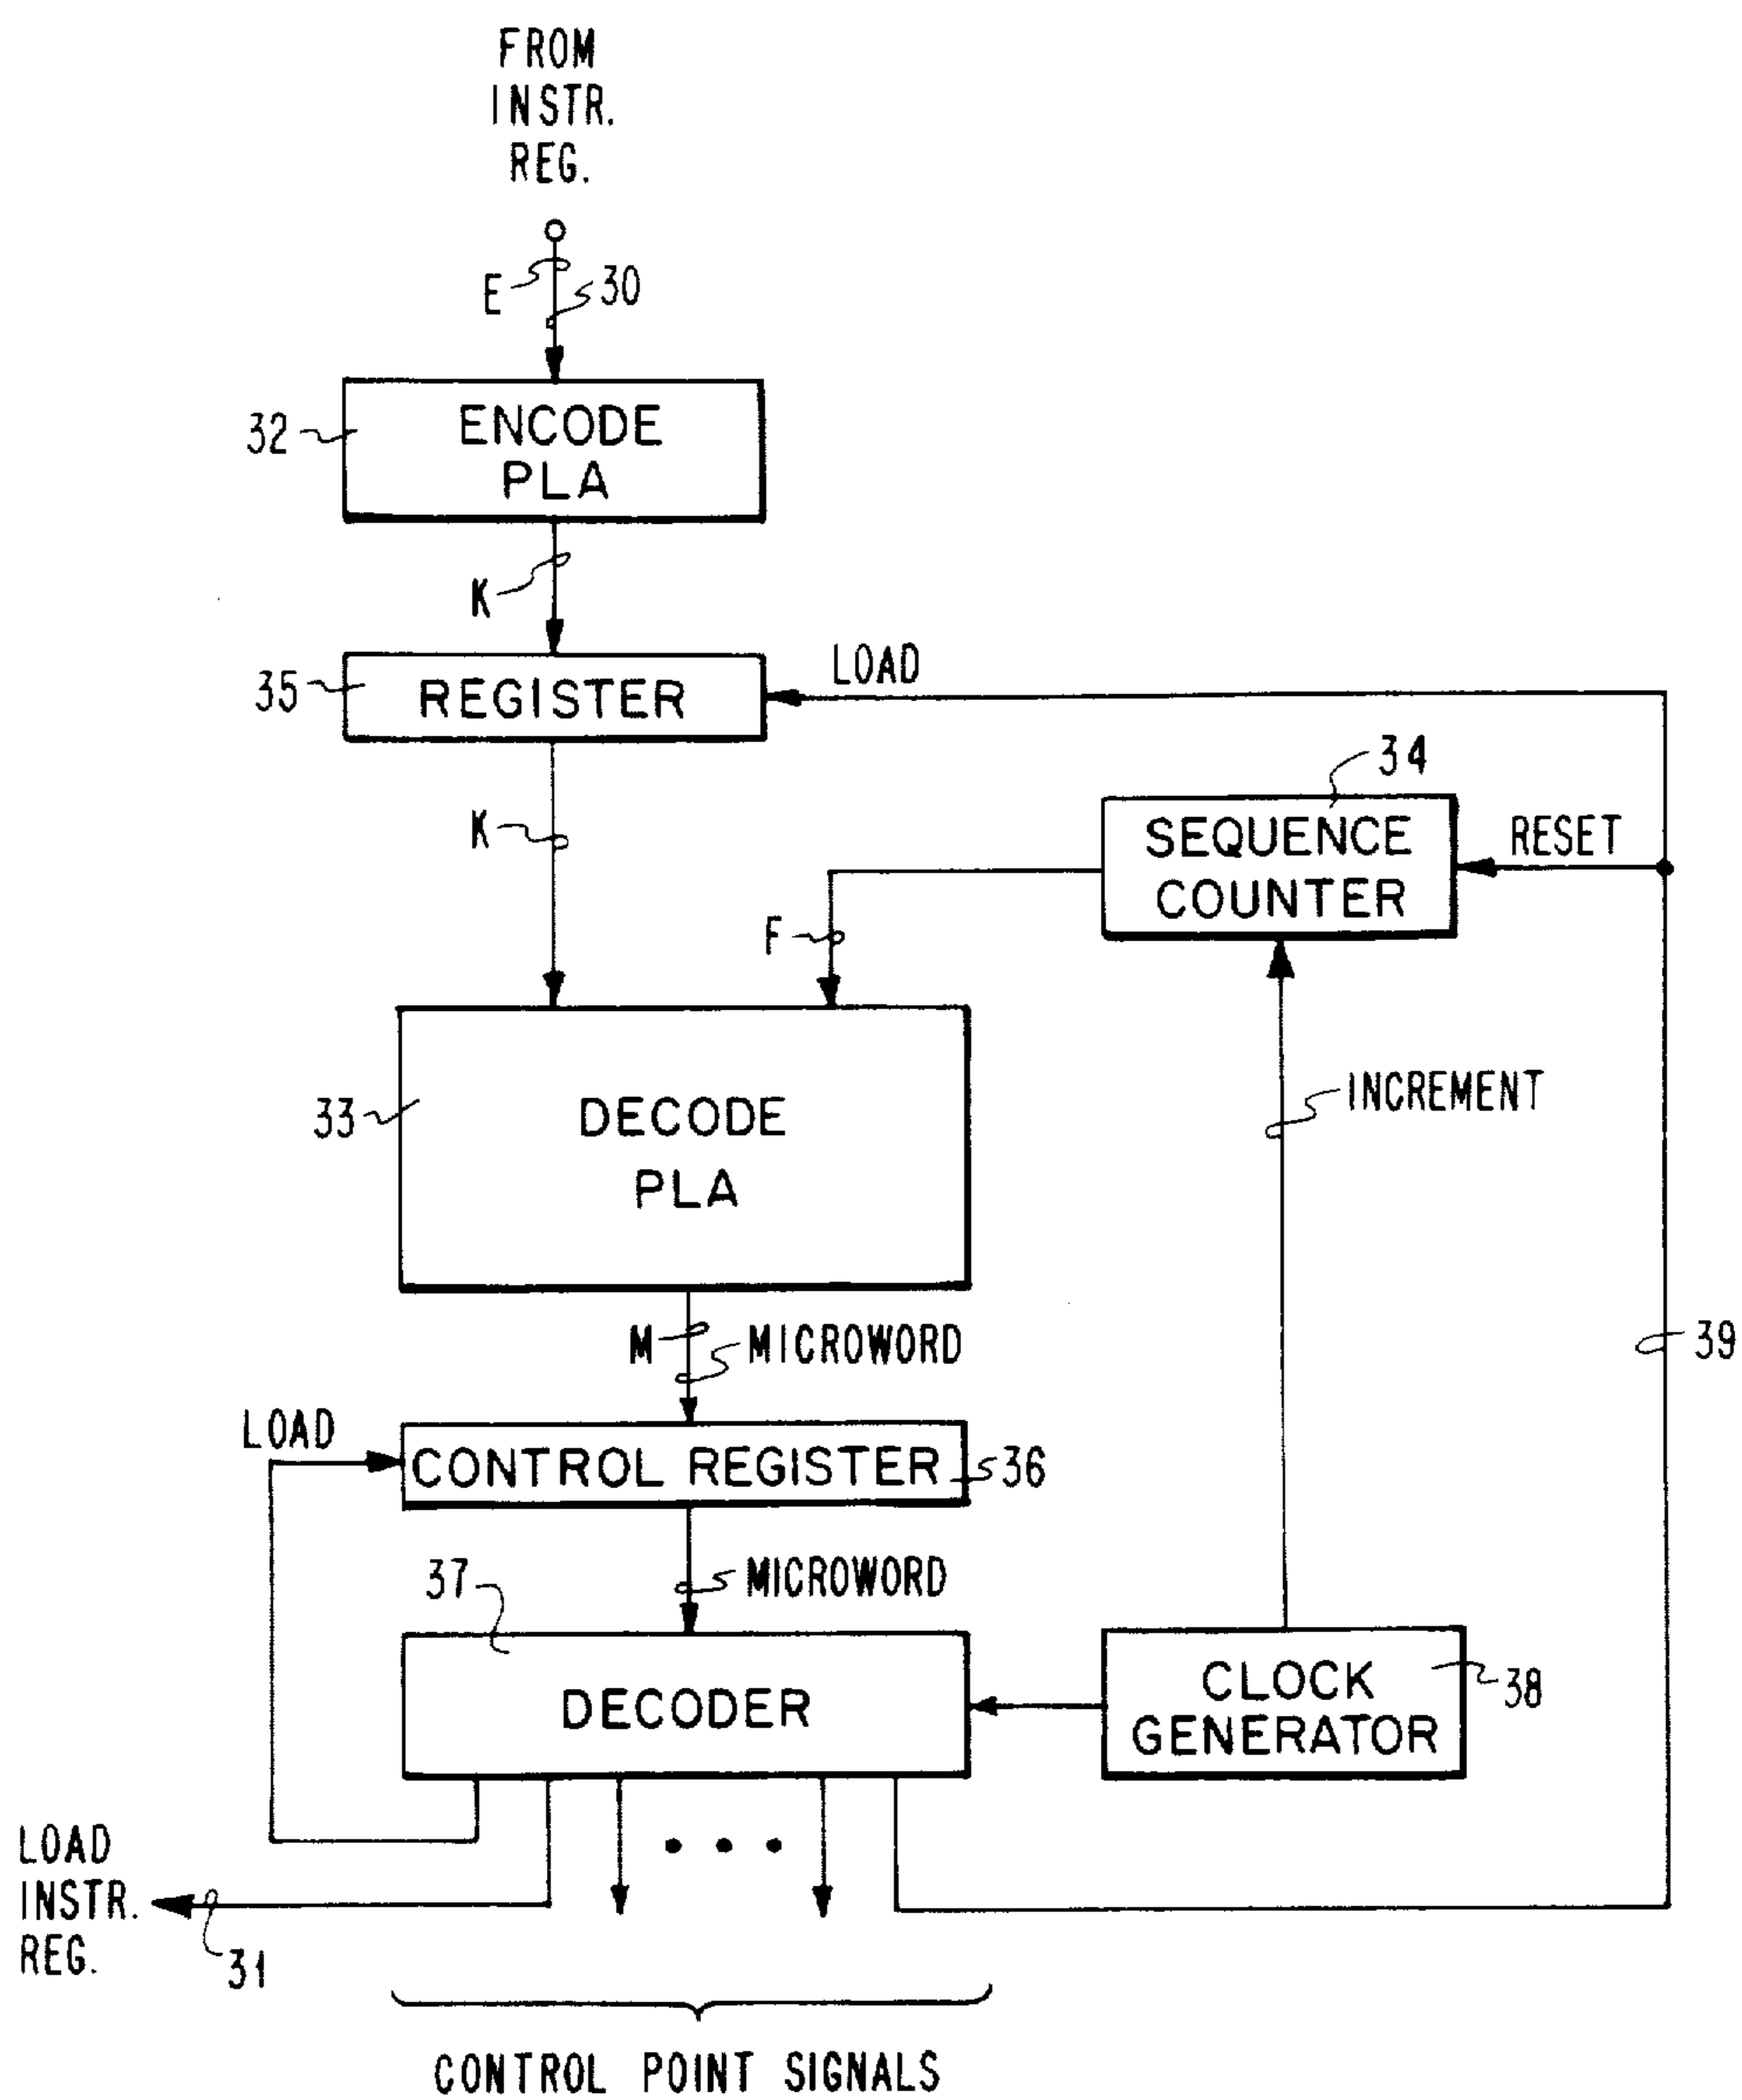 FROM
INSTR.
REG.
E
30
32
ENCODE
PLA
K
35
REGISTER
LOAD
34
K
SEQUENCE
COUNTER
RESET
F
33
DECODE
PLA
INCREMENT
M
MICROWORD
39
LOAD
CONTROL REGISTER
36
37
MICROWORD
DECODER
CLOCK
GENERATOR
38
LOAD
INSTR.
REG.
31
• • •
CONTROL POINT SIGNALS